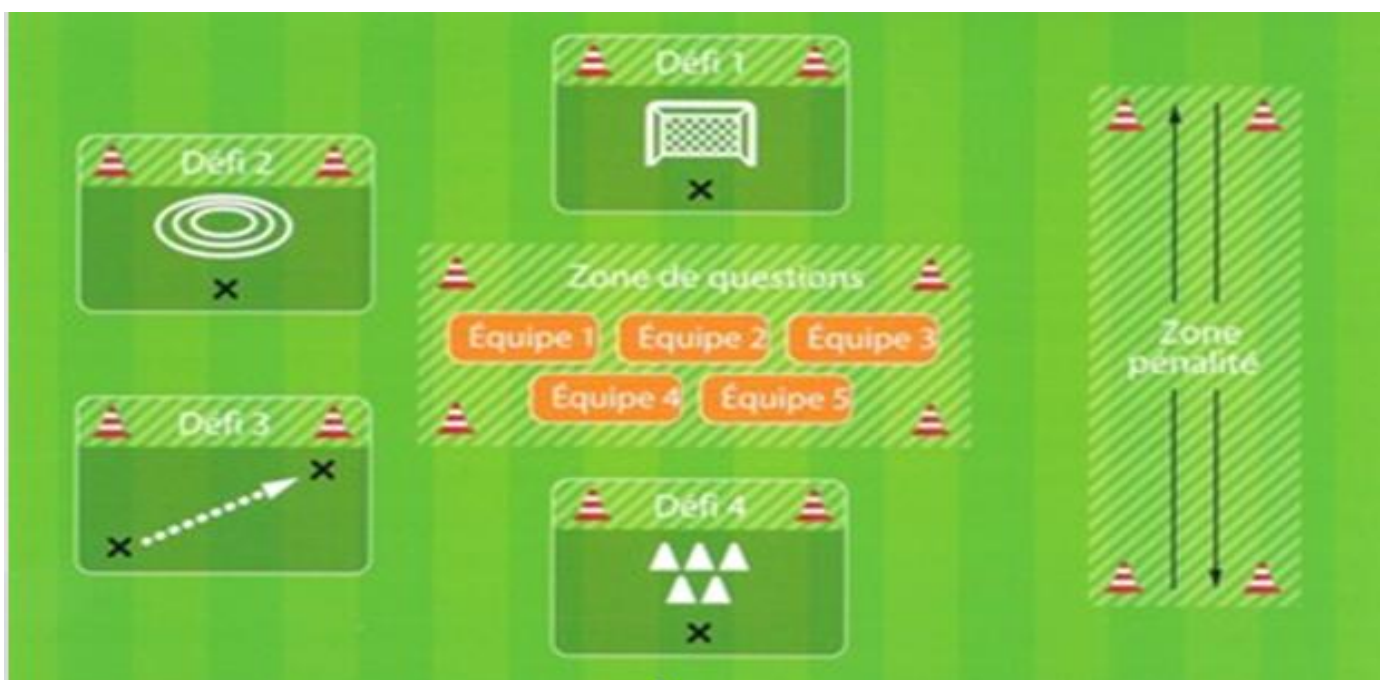 Défi 1
Défi 2
Zone de questions
Équipe 1 Équipe 2 Équipe 3
Équipe 4 Équipe 5
Zone
pénalité
Défi 3
Défi 4